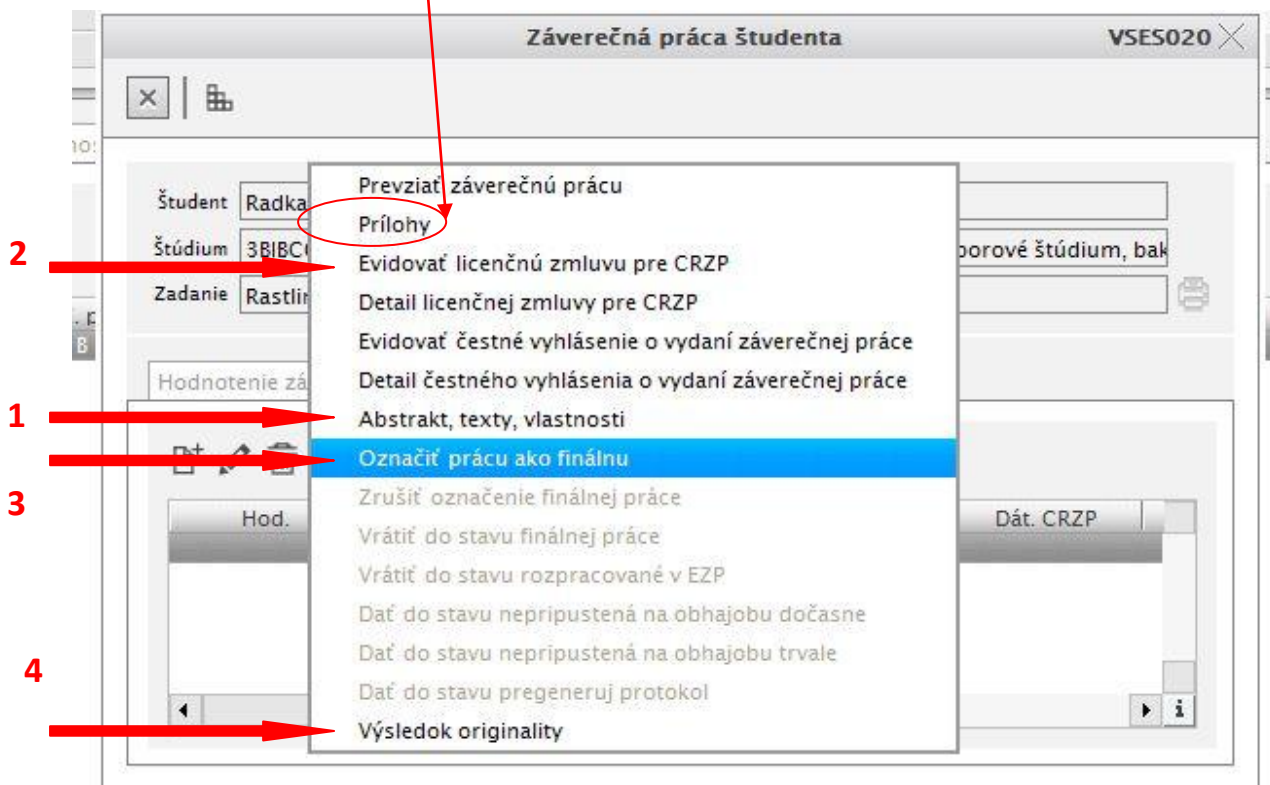 Záverečná práca študenta VSES020
Študent Radka
Štúdium 3BIBC
Zadanie
Prevziať záverečnú prácu
Prílohy
2
Evidovať licenčnú zmluvu pre CRZP
Detail licenčnej zmluvy pre CRZP
Evidovať čestné vyhlásenie o vydaní záverečnej práce
Detail čestného vyhlásenia o vydaní záverečnej práce
1
Abstrakt, texty, vlastnosti
Označiť prácu ako finálnu
3
Zrušiť označenie finálnej práce
Vrátiť do stavu finálnej práce
Vrátiť do stavu rozpracované v EZP
Dať do stavu nepripustená na obhajobu dočasne
Dať do stavu nepripustená na obhajobu trvale
4
Dať do stavu pregeneruj protokol
Výsledok originality
štúdium, bak
Hodnotenie
Hod. Dát. CRZP